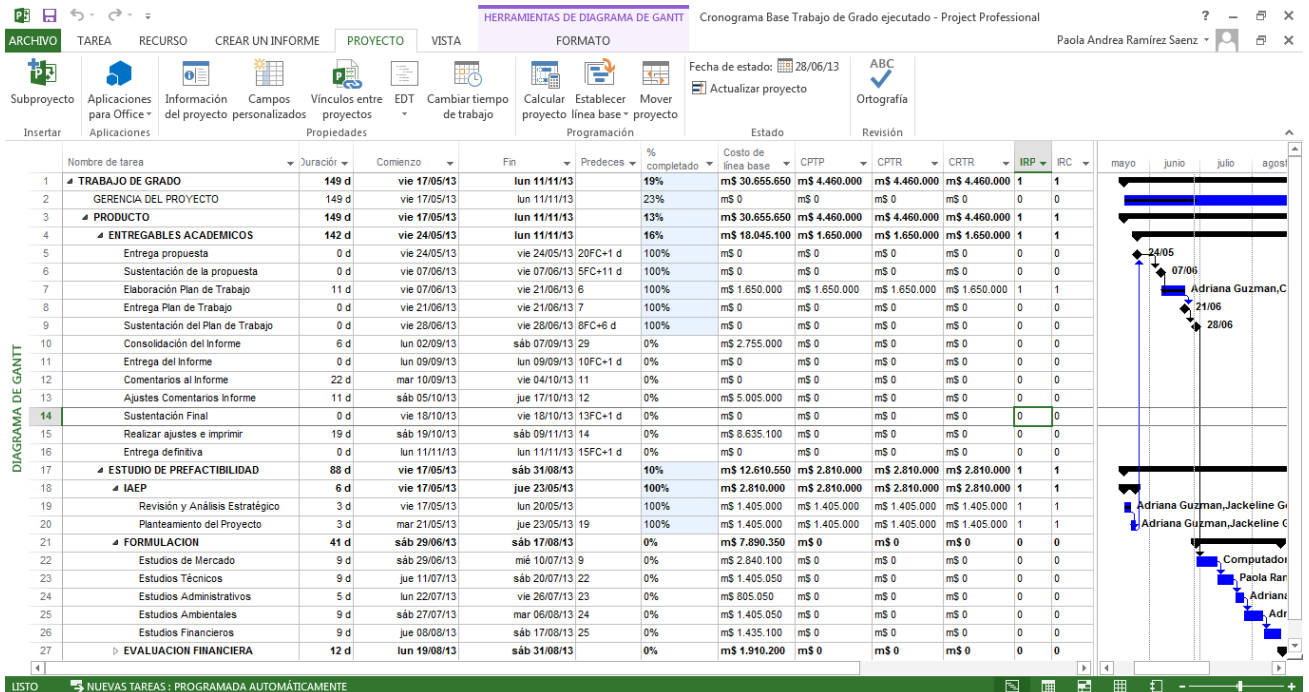 HERRAMIENTAS DE DIAGRAMA DE GANTT Cronograma Base Trabajo de Grado ejecutado - Project Professional
ARCHIVO TAREA RECURSO CREAR UN INFORME PROYECTO VISTA FORMATO Paola Andrea Ramírez Saenz
Subproyecto Aplicaciones para Office Información del proyecto Campos personalizados Vínculos entre proyectos EDT Cambiar tiempo de trabajo Calcular proyecto Establecer línea base Mover proyecto Fecha de estado: 28/06/13 Actualizar proyecto ABC Ortografía
Insertar Aplicaciones Propiedades Programación Estado Revisión
Nombre de tarea Duración Comienzo Fin Predeces % completado Costo de línea base CPTP CPTR CRTR IRP IRC mayo junio julio agost
1 TRABAJO DE GRADO 149 d vie 17/05/13 lun 11/11/13 19% m$ 30.655.650 m$ 4.460.000 m$ 4.460.000 m$ 4.460.000 1 1
2 GERENCIA DEL PROYECTO 149 d vie 17/05/13 lun 11/11/13 23% m$ 0 m$ 0 m$ 0 m$ 0 0 0
3 PRODUCTO 149 d vie 17/05/13 lun 11/11/13 13% m$ 30.655.650 m$ 4.460.000 m$ 4.460.000 m$ 4.460.000 1 1
4 ENTREGABLES ACADEMICOS 142 d vie 24/05/13 lun 11/11/13 16% m$ 18.045.100 m$ 1.650.000 m$ 1.650.000 m$ 1.650.000 1 1
5 Entrega propuesta 0 d vie 24/05/13 vie 24/05/13 20FC+1 d 100% m$ 0 m$ 0 m$ 0 m$ 0 0 0 24/05
6 Sustentación de la propuesta 0 d vie 07/06/13 vie 07/06/13 5FC+11 d 100% m$ 0 m$ 0 m$ 0 m$ 0 0 0 07/06
7 Elaboración Plan de Trabajo 11 d vie 07/06/13 vie 21/06/13 6 100% m$ 1.650.000 m$ 1.650.000 m$ 1.650.000 m$ 1.650.000 1 1 Adriana Guzman,C
8 Entrega Plan de Trabajo 0 d vie 21/06/13 vie 21/06/13 7 100% m$ 0 m$ 0 m$ 0 m$ 0 0 0 21/06
9 Sustentación del Plan de Trabajo 0 d vie 28/06/13 vie 28/06/13 8FC+6 d 100% m$ 0 m$ 0 m$ 0 m$ 0 0 0 28/06
10 Consolidación del Informe 6 d lun 02/09/13 sáb 07/09/13 29 0% m$ 2.755.000 m$ 0 m$ 0 m$ 0 0 0
11 Entrega del Informe 0 d lun 09/09/13 lun 09/09/13 10FC+1 d 0% m$ 0 m$ 0 m$ 0 m$ 0 0 0
12 Comentarios al Informe 22 d mar 10/09/13 vie 04/10/13 11 0% m$ 0 m$ 0 m$ 0 m$ 0 0 0
13 Ajustes Comentarios Informe 11 d sáb 05/10/13 jue 17/10/13 12 0% m$ 5.005.000 m$ 0 m$ 0 m$ 0 0 0
14 Sustentación Final 0 d vie 18/10/13 vie 18/10/13 13FC+1 d 0% m$ 0 m$ 0 m$ 0 m$ 0 0 0
15 Realizar ajustes e imprimir 19 d sáb 19/10/13 sáb 09/11/13 14 0% m$ 8.635.100 m$ 0 m$ 0 m$ 0 0 0
16 Entrega definitiva 0 d lun 11/11/13 lun 11/11/13 15FC+1 d 0% m$ 0 m$ 0 m$ 0 m$ 0 0 0
17 ESTUDIO DE PREFACTIBILIDAD 88 d vie 17/05/13 sáb 31/08/13 10% m$ 12.610.550 m$ 2.810.000 m$ 2.810.000 m$ 2.810.000 1 1
18 IAEP 6 d vie 17/05/13 jue 23/05/13 100% m$ 2.810.000 m$ 2.810.000 m$ 2.810.000 m$ 2.810.000 1 1
19 Revisión y Análisis Estratégico 3 d vie 17/05/13 lun 20/05/13 100% m$ 1.405.000 m$ 1.405.000 m$ 1.405.000 m$ 1.405.000 1 1 Adriana Guzman,Jackeline Go
20 Planteamiento del Proyecto 3 d mar 21/05/13 jue 23/05/13 19 100% m$ 1.405.000 m$ 1.405.000 m$ 1.405.000 m$ 1.405.000 1 1 Adriana Guzman,Jackeline G
21 FORMULACION 41 d sáb 29/06/13 sáb 17/08/13 0% m$ 7.890.350 m$ 0 m$ 0 m$ 0 0 0
22 Estudios de Mercado 9 d sáb 29/06/13 mié 10/07/13 9 0% m$ 2.840.100 m$ 0 m$ 0 m$ 0 0 0 Computador
23 Estudios Técnicos 9 d jue 11/07/13 sáb 20/07/13 22 0% m$ 1.405.050 m$ 0 m$ 0 m$ 0 0 0 Paola Ran
24 Estudios Administrativos 5 d lun 22/07/13 vie 26/07/13 23 0% m$ 805.050 m$ 0 m$ 0 m$ 0 0 0 Adriana
25 Estudios Ambientales 9 d sáb 27/07/13 mar 06/08/13 24 0% m$ 1.405.050 m$ 0 m$ 0 m$ 0 0 0 Adr
26 Estudios Financieros 9 d jue 08/08/13 sáb 17/08/13 25 0% m$ 1.435.100 m$ 0 m$ 0 m$ 0 0 0
27 EVALUACION FINANCIERA 12 d lun 19/08/13 sáb 31/08/13 0% m$ 1.910.200 m$ 0 m$ 0 m$ 0 0 0
DIAGRAMA DE GANTT
LISTO NUEVAS TAREAS : PROGRAMADA AUTOMÁTICAMENTE